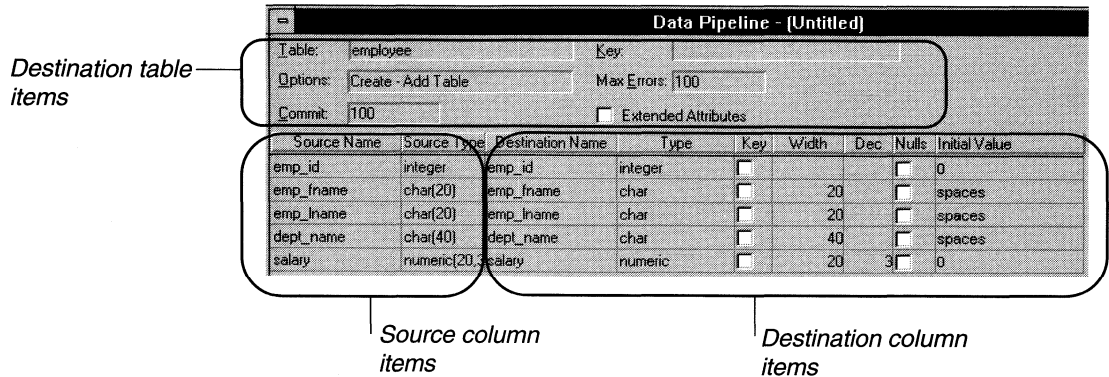 Data Pipeline - (Untitled)
Table: employee Key:
Destination table items
Options: Create - Add Table Max Errors: 100
Commit: 100 Extended Attributes
Source Name Source Type Destination Name Type Key Width Dec Nulls Initial Value
emp_id integer emp_id integer 0
emp_fname char(20) emp_fname char 20 spaces
emp_lname char(20) emp_lname char 20 spaces
dept_name char(40) dept_name char 40 spaces
salary numeric(20,3 salary numeric 20 3 0
Source column
items
Destination column
items